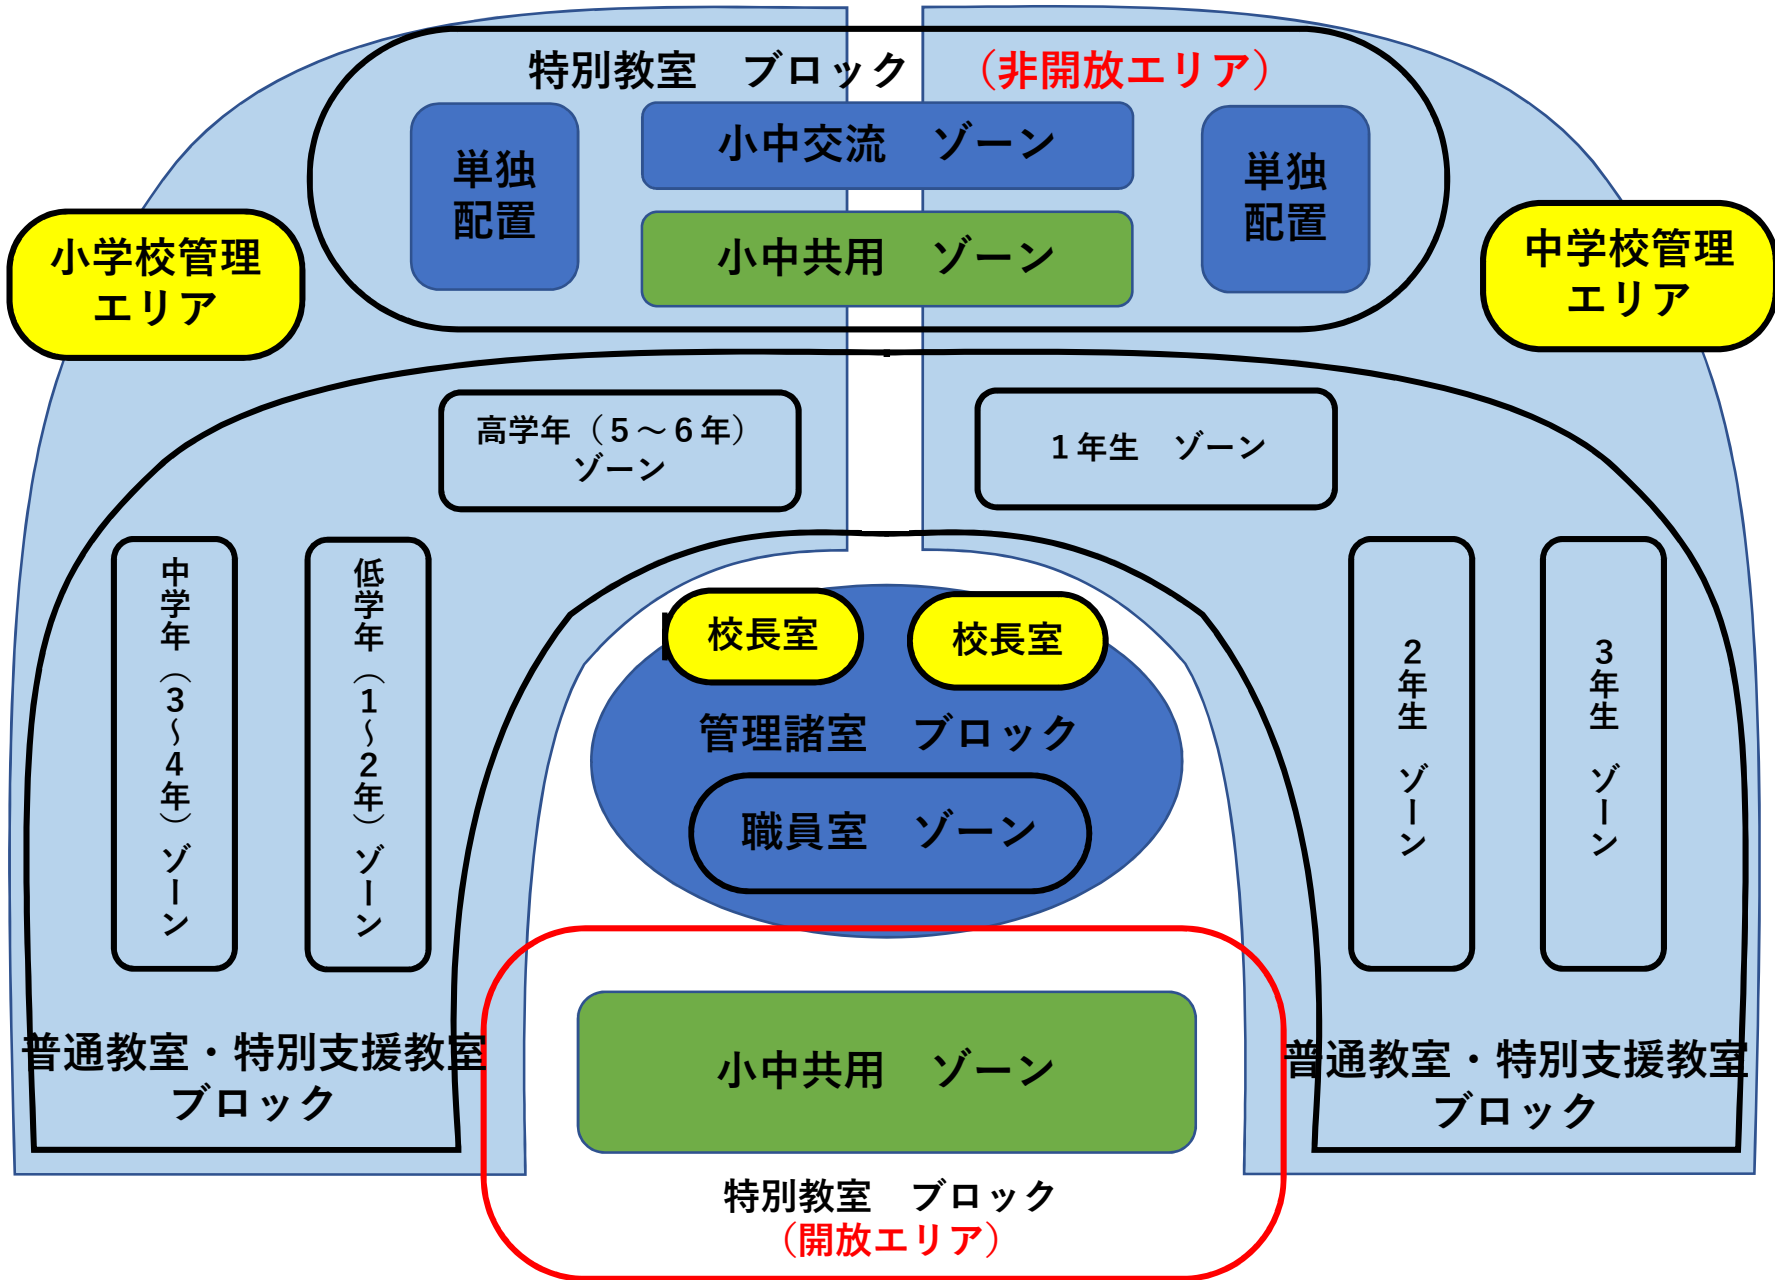 特別教室　ブロック　（非開放エリア）
単独
配置
小中交流　ゾーン
小中共用　ゾーン
単独
配置
小学校管理
エリア
中学校管理
エリア
高学年（５～６年）
ゾーン
１年生　ゾーン
中学年（３～４年）ゾーン
低学年（１～２年）ゾーン
２年生　ゾーン
３年生　ゾーン
校長室
校長室
管理諸室　ブロック
職員室　ゾーン
普通教室・特別支援教室
ブロック
普通教室・特別支援教室
ブロック
小中共用　ゾーン
特別教室　ブロック
（開放エリア）